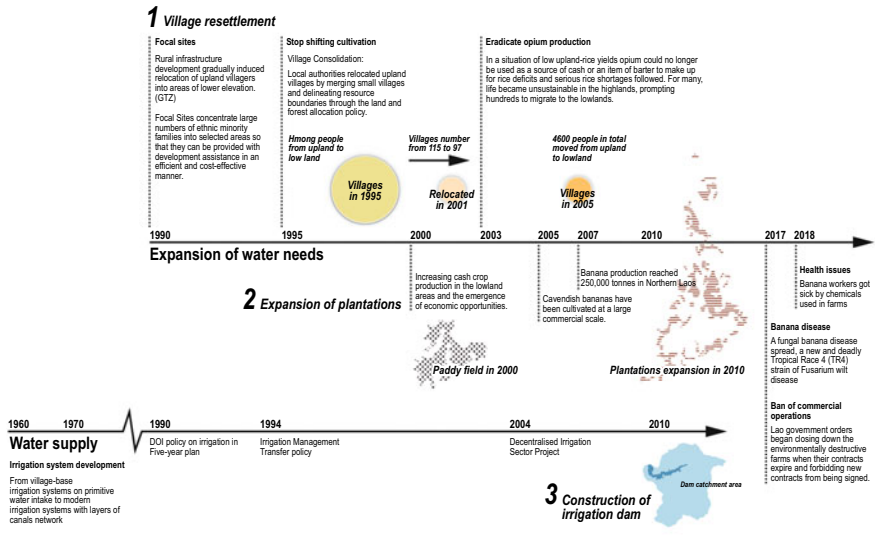 1 Village resettlement
Focal sites
Rural infrastructure
development gradually induced
relocation of upland villagers
into areas of lower elevation.
(GTZ)
Focal Sites concentrate large
numbers of ethnic minority
families into selected areas so
that they can be provided with
development assistance in an
efficient and cost-effective
manner.
Stop shifting cultivation
Village Consolidation:
Local authorities relocated upland
villages by merging small villages
and delineating resource
boundaries through the land and
forest allocation policy.
Hmong people
from upland to
low land
Villages
in 1995
Villages number
from 115 to 97
Relocated
in 2001
Eradicate opium production
In a situation of low upland-rice yields opium could no longer
be used as a source of cash or an item of barter to make up
for rice deficits and serious rice shortages followed. For many,
life became unsustainable in the highlands, prompting
hundreds to migrate to the lowlands.
4600 people in total
moved from upland
to lowland
Villages
in 2005
1990 1995 2000 2003 2005 2007 2010 2017 2018
Expansion of water needs
2 Expansion of plantations
Increasing cash crop
production in the lowland
areas and the emergence
of economic opportunities.
Paddy field in 2000
Cavendish bananas have
been cultivated at a large
commercial scale.
Banana production reached
250,000 tonnes in Northern Laos
Plantations expansion in 2010
Health issues
Banana workers got
sick by chemicals
used in farms
Banana disease
A fungal banana disease
spread, a new and deadly
Tropical Race 4 (TR4)
strain of Fusarium wilt
disease
Ban of commercial
operations
Lao government orders
began closing down the
environmentally destructive
farms when their contracts
expire and forbidding new
contracts from being signed.
1960 1970 1990 1994 2004 2010
Water supply
Irrigation system development
From village-base
irrigation systems on primitive
water intake to modern
irrigation systems with layers of
canals network
DOI policy on irrigation in
Five-year plan
Irrigation Management
Transfer policy
Decentralised Irrigation
Sector Project
3 Construction of
irrigation dam
Dam catchment area